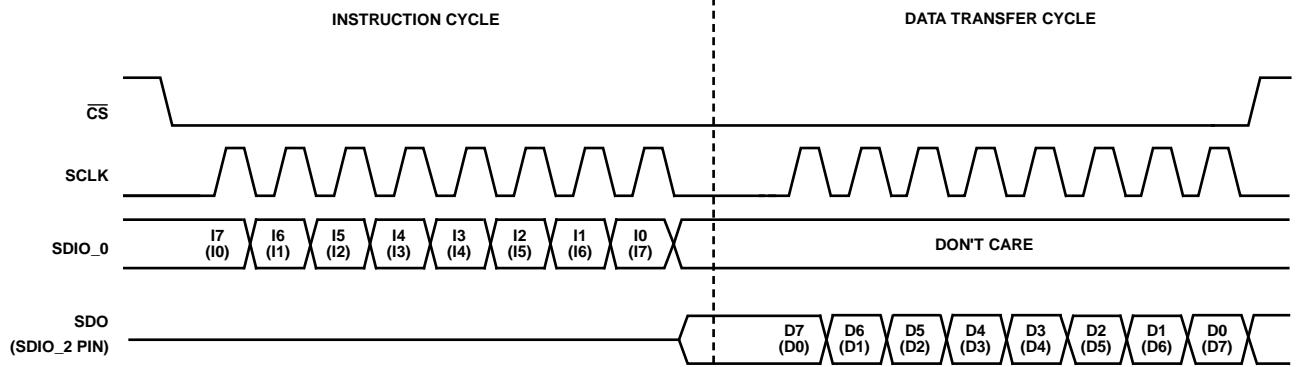 INSTRUCTION CYCLE
DATA TRANSFER CYCLE
CS
SCLK
SDIO_0
I7 I6 I5 I4 I3 I2 I1 I0
(I0) (I1) (I2) (I3) (I4) (I5) (I6) (I7)
DON'T CARE
SDO
(SDIO_2 PIN)
D7 D6 D5 D4 D3 D2 D1 D0
(D0) (D1) (D2) (D3) (D4) (D5) (D6) (D7)